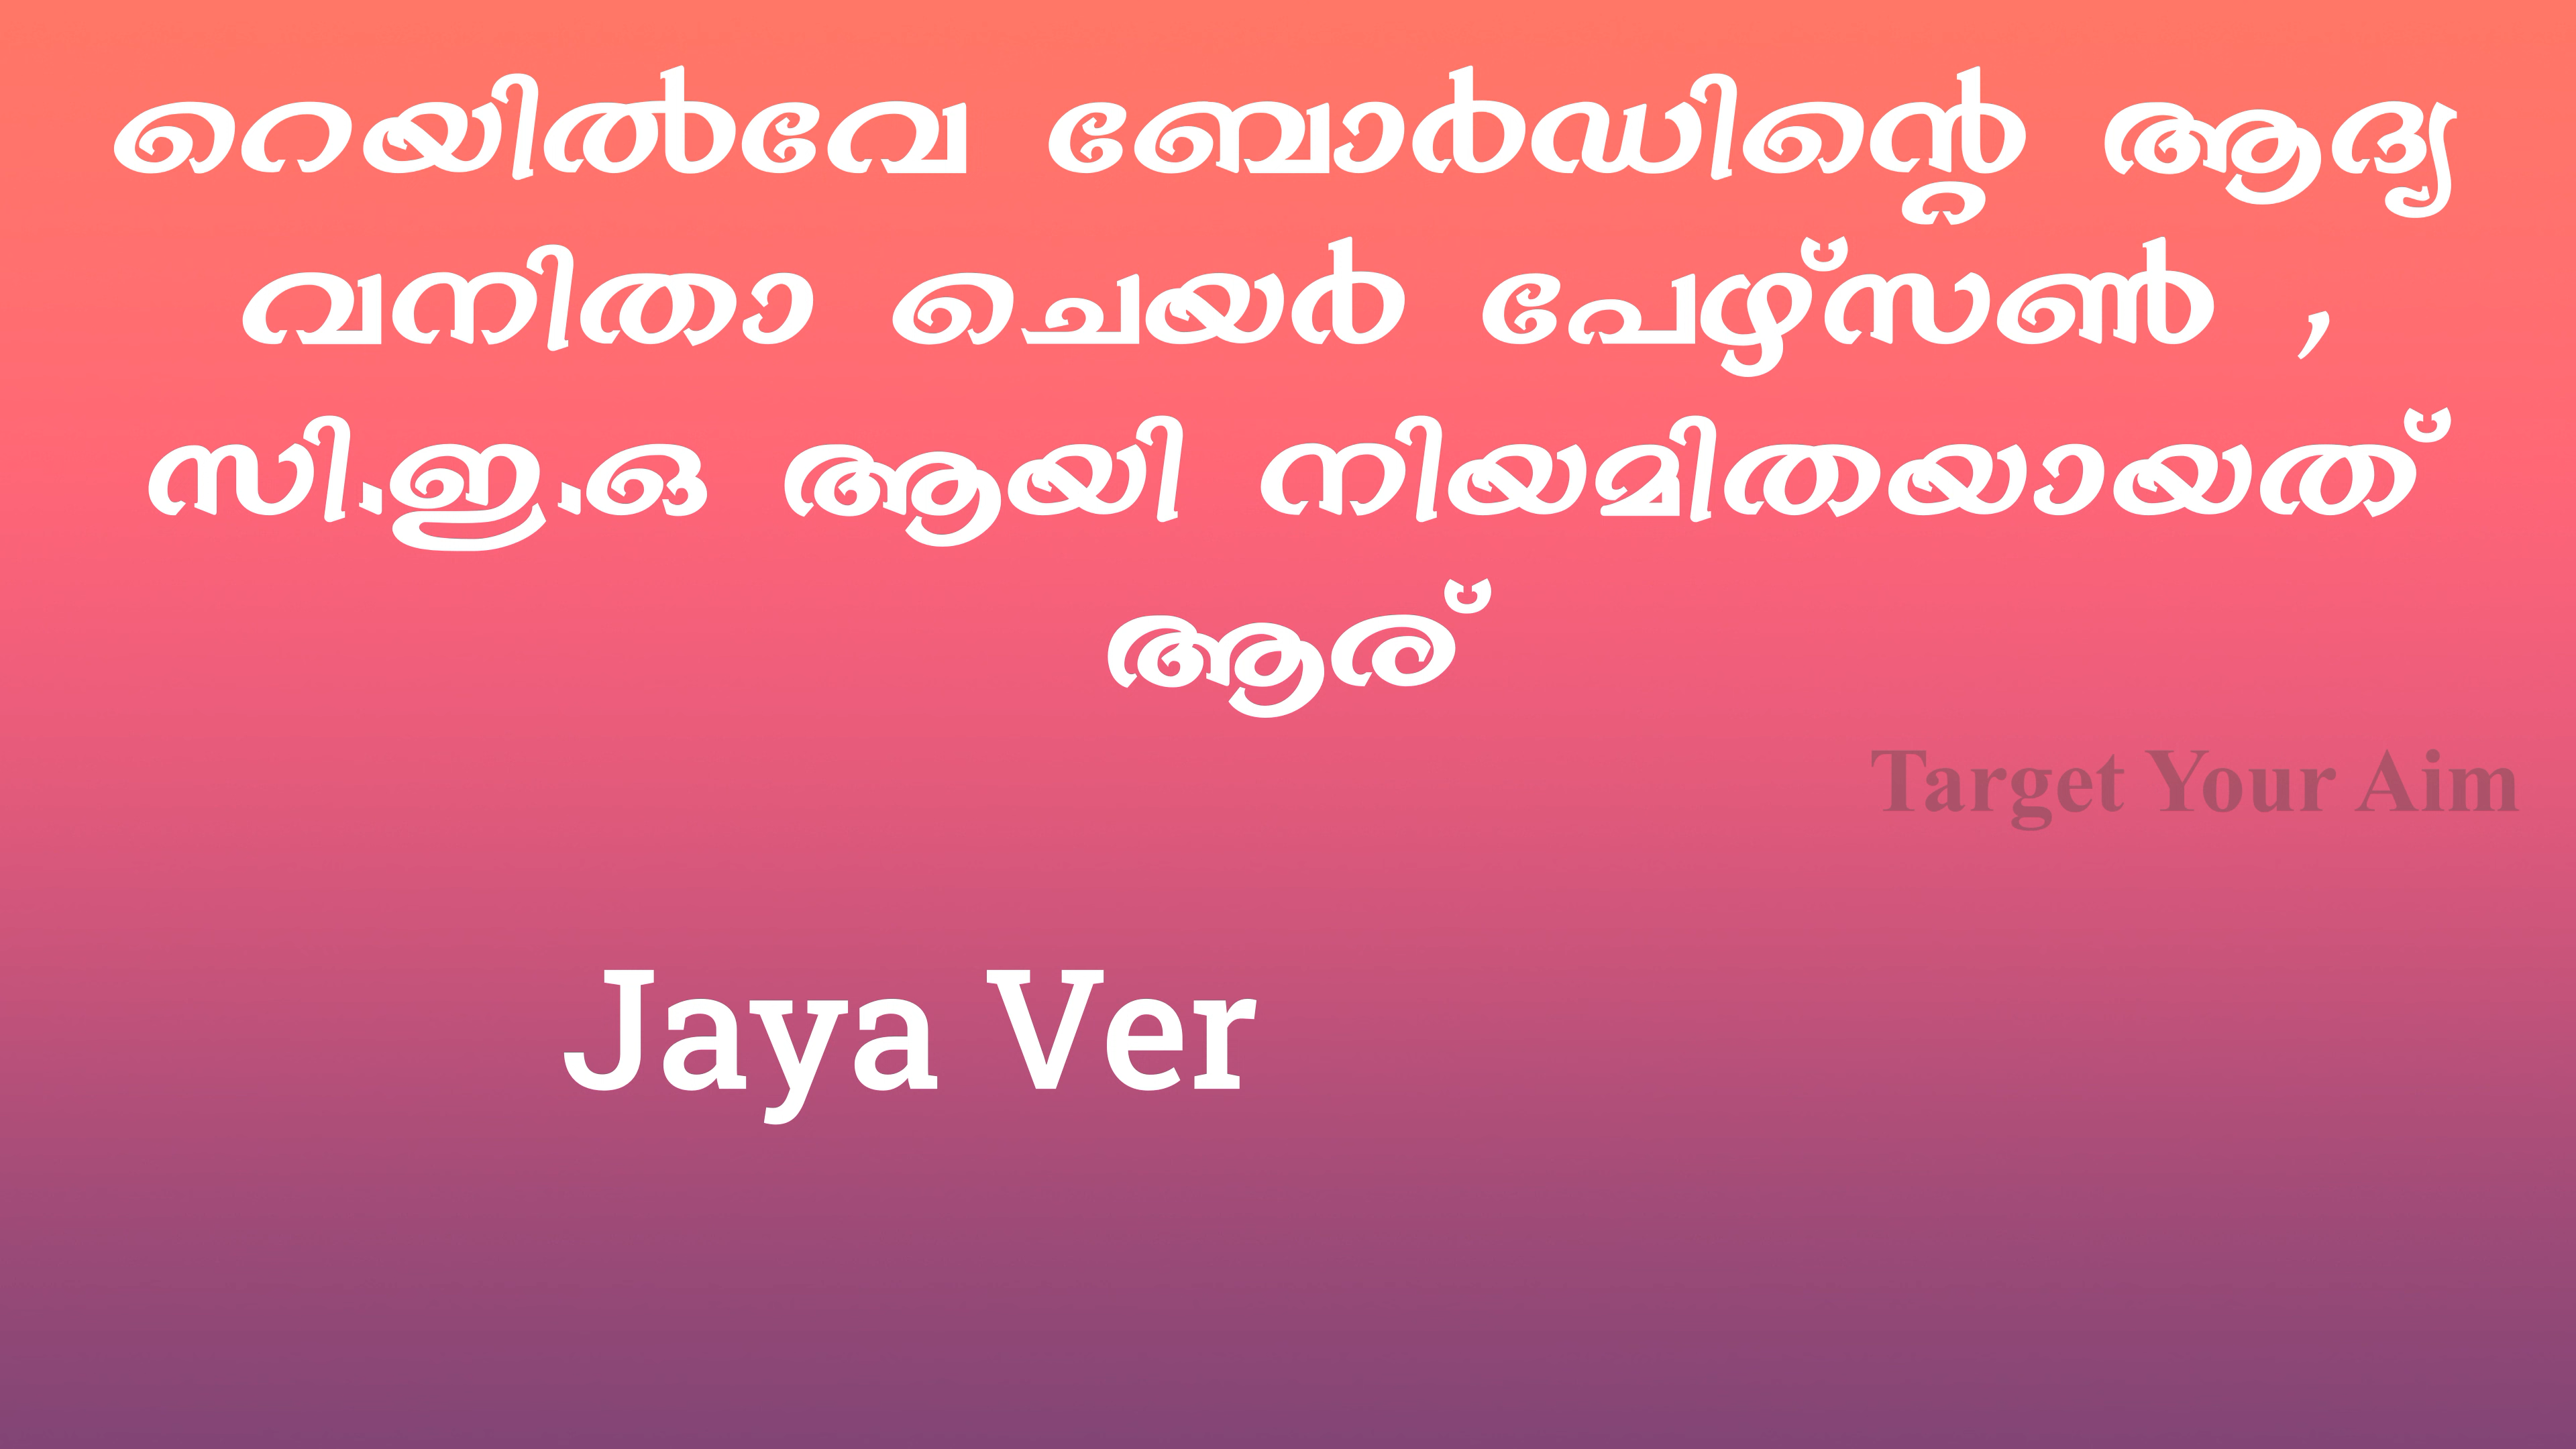 റെയിൽവേ ബോർഡിന്റെ ആദ്യ
വനിതാ ചെയർ പേഴ്സൺ ,
സി.ഇ.ഒ ആയി നിയമിതയായത്
ആര്
Target Your Aim
Jaya Ver